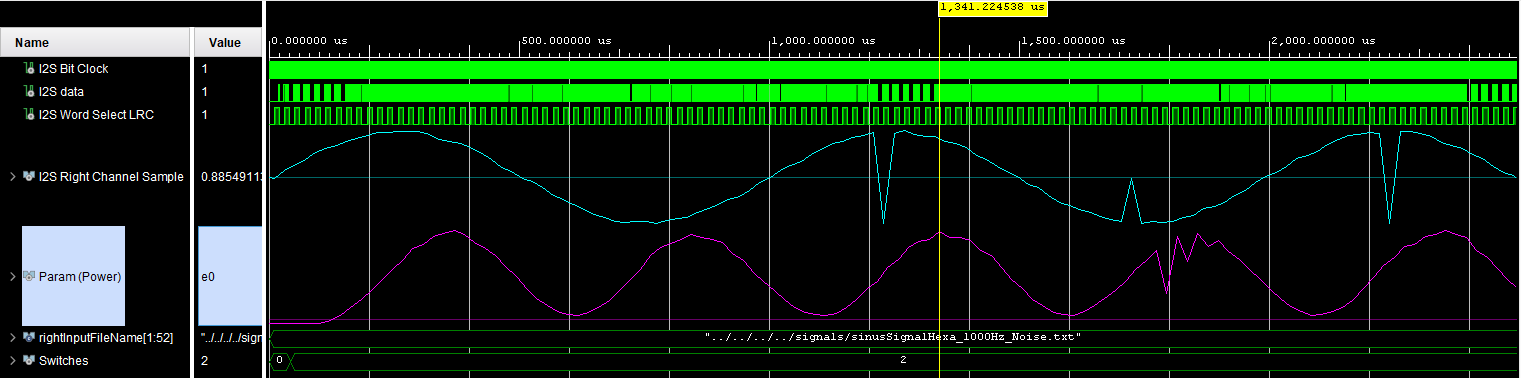 1,341.224538 us
Name Value
0.000000 us 500.000000 us 1,000.000000 us 1,500.000000 us 2,000.000000 us
I2S Bit Clock 1
I2S data 1
I2S Word Select LRC 1
I2S Right Channel Sample 0.88549113
Param (Power) e0
rightInputFileName[1:52] "../../../../sign "../../../../signals/sinusSignalHexa_1000Hz_Noise.txt"
Switches 2 0 2